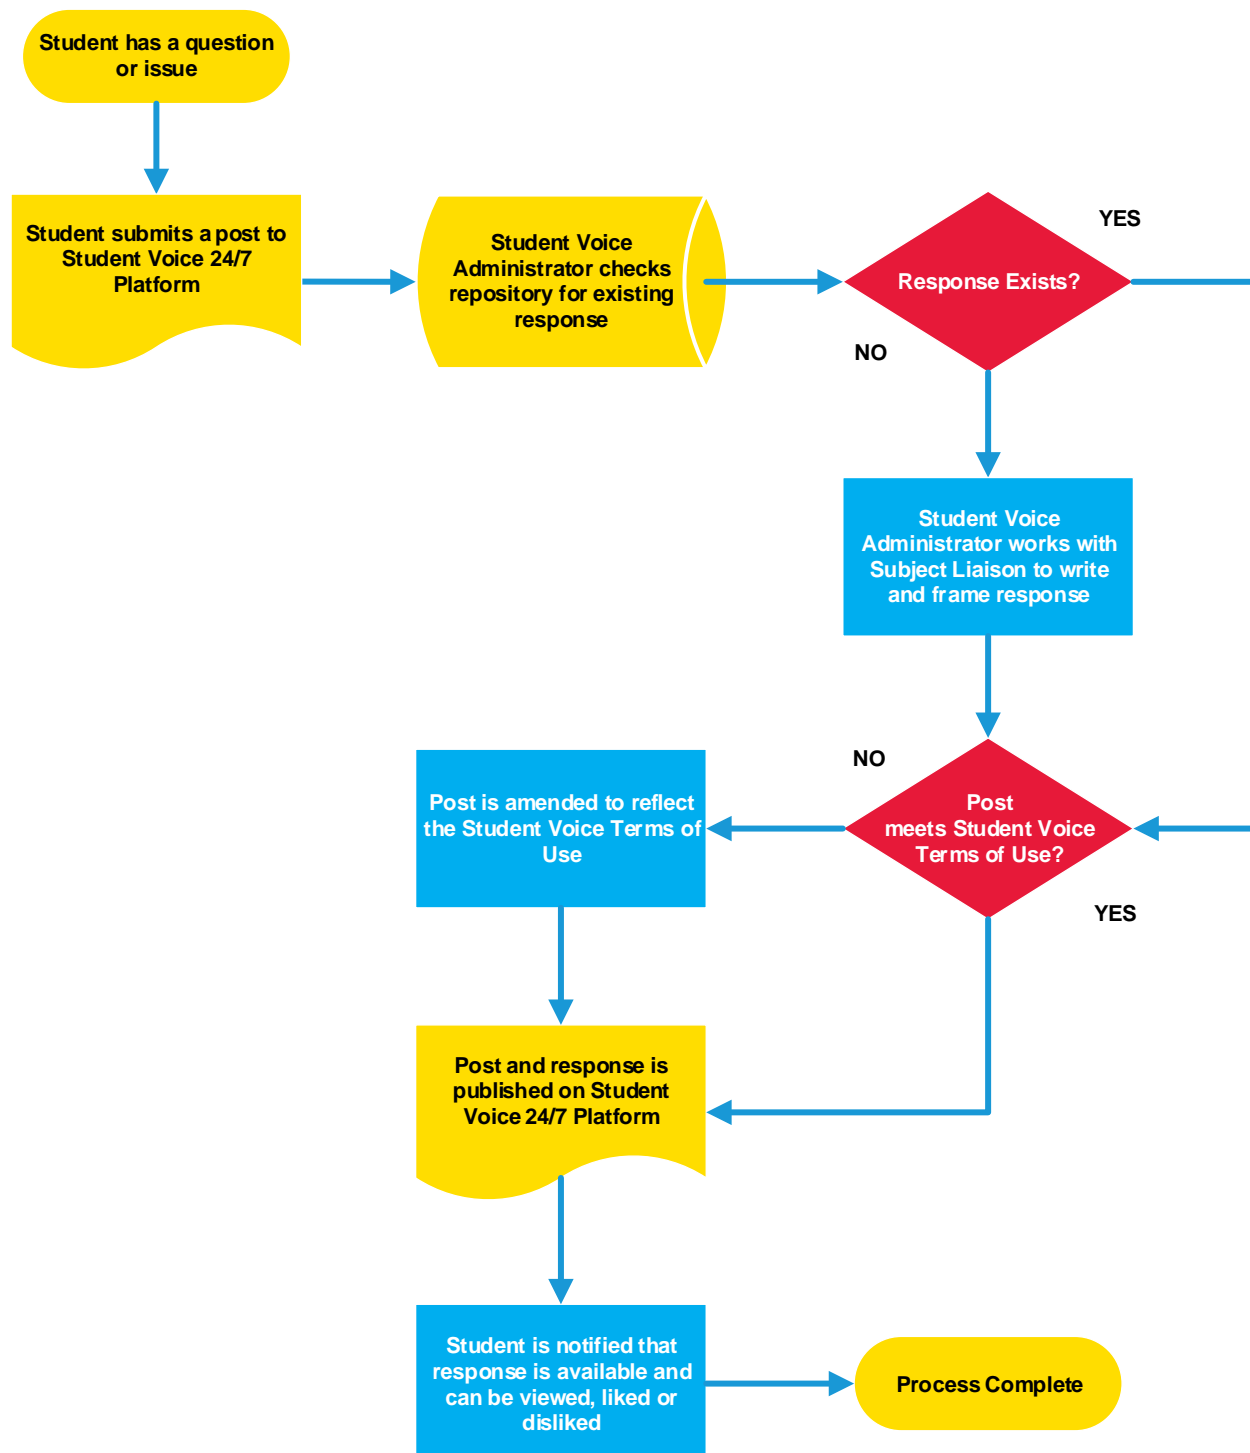 Student has a question
or issue
Student submits a post to
Student Voice 24/7
Platform
Student Voice
Administrator checks
repository for existing
response
Response Exists?
YES
NO
Student Voice
Administrator works with
Subject Liaison to write
and frame response
NO
Post
meets Student Voice
Terms of Use?
YES
Post is amended to reflect
the Student Voice Terms of
Use
Post and response is
published on Student
Voice 24/7 Platform
Student is notified that
response is available and
can be viewed, liked or
disliked
Process Complete